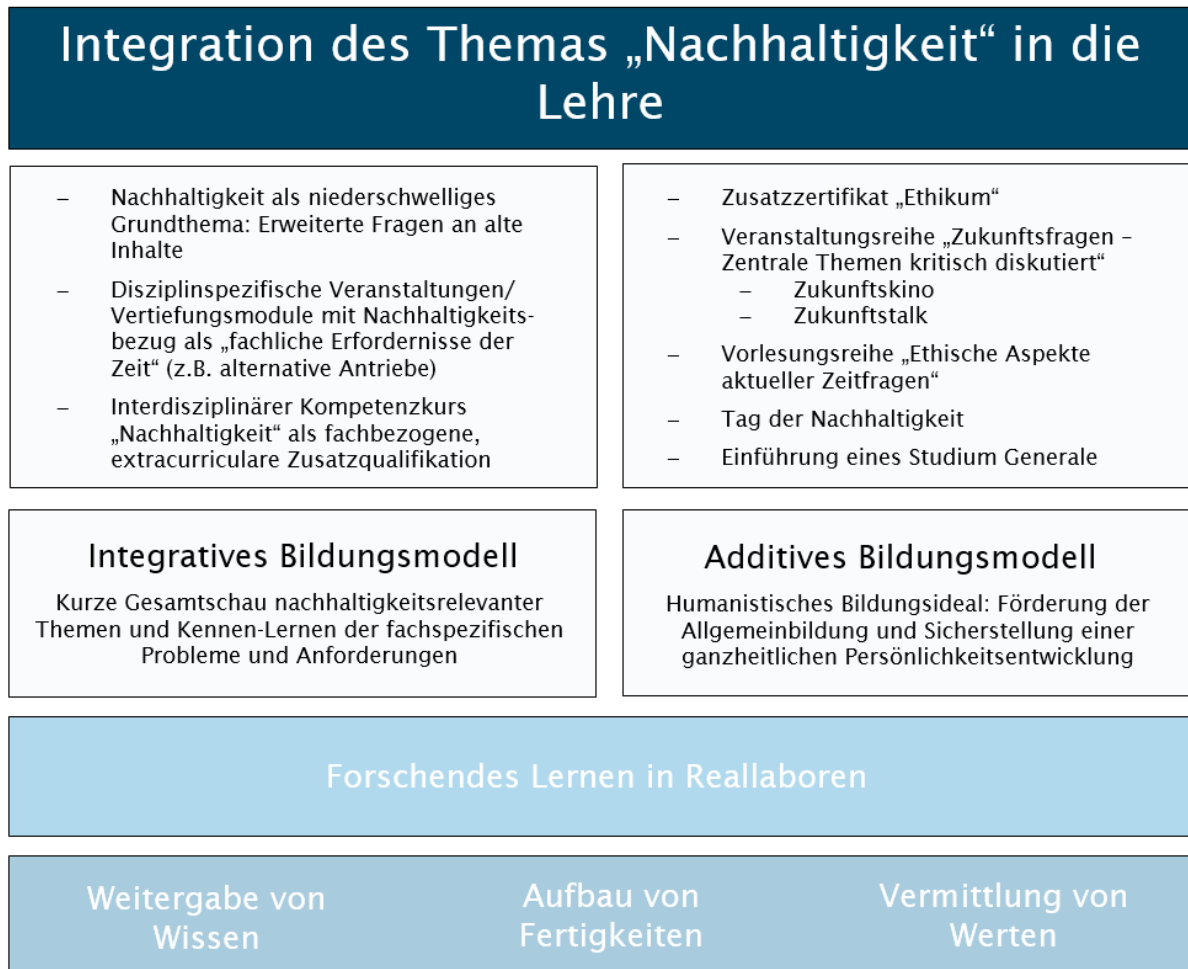 Integration des Themas „Nachhaltigkeit“ in die
Lehre
– Nachhaltigkeit als niederschwelliges
Grundthema: Erweiterte Fragen an alte
Inhalte
– Disziplinspezifische Veranstaltungen/
Vertiefungsmodule mit Nachhaltigkeits-
bezug als „fachliche Erfordernisse der
Zeit“ (z.B. alternative Antriebe)
– Interdisziplinärer Kompetenzkurs
„Nachhaltigkeit“ als fachbezogene,
extracurriculare Zusatzqualifikation
– Zusatzzertifikat „Ethikum“
– Veranstaltungsreihe „Zukunftsfragen –
Zentrale Themen kritisch diskutiert“
– Zukunftskino
– Zukunftstalk
– Vorlesungsreihe „Ethische Aspekte
aktueller Zeitfragen“
– Tag der Nachhaltigkeit
– Einführung eines Studium Generale
Integratives Bildungsmodell
Kurze Gesamtschau nachhaltigkeitsrelevanter
Themen und Kennen-Lernen der fachspezifischen
Probleme und Anforderungen
Additives Bildungsmodell
Humanistisches Bildungsideal: Förderung der
Allgemeinbildung und Sicherstellung einer
ganzheitlichen Persönlichkeitsentwicklung
Forschendes Lernen in Reallaboren
Weitergabe von
Wissen
Aufbau von
Fertigkeiten
Vermittlung von
Werten